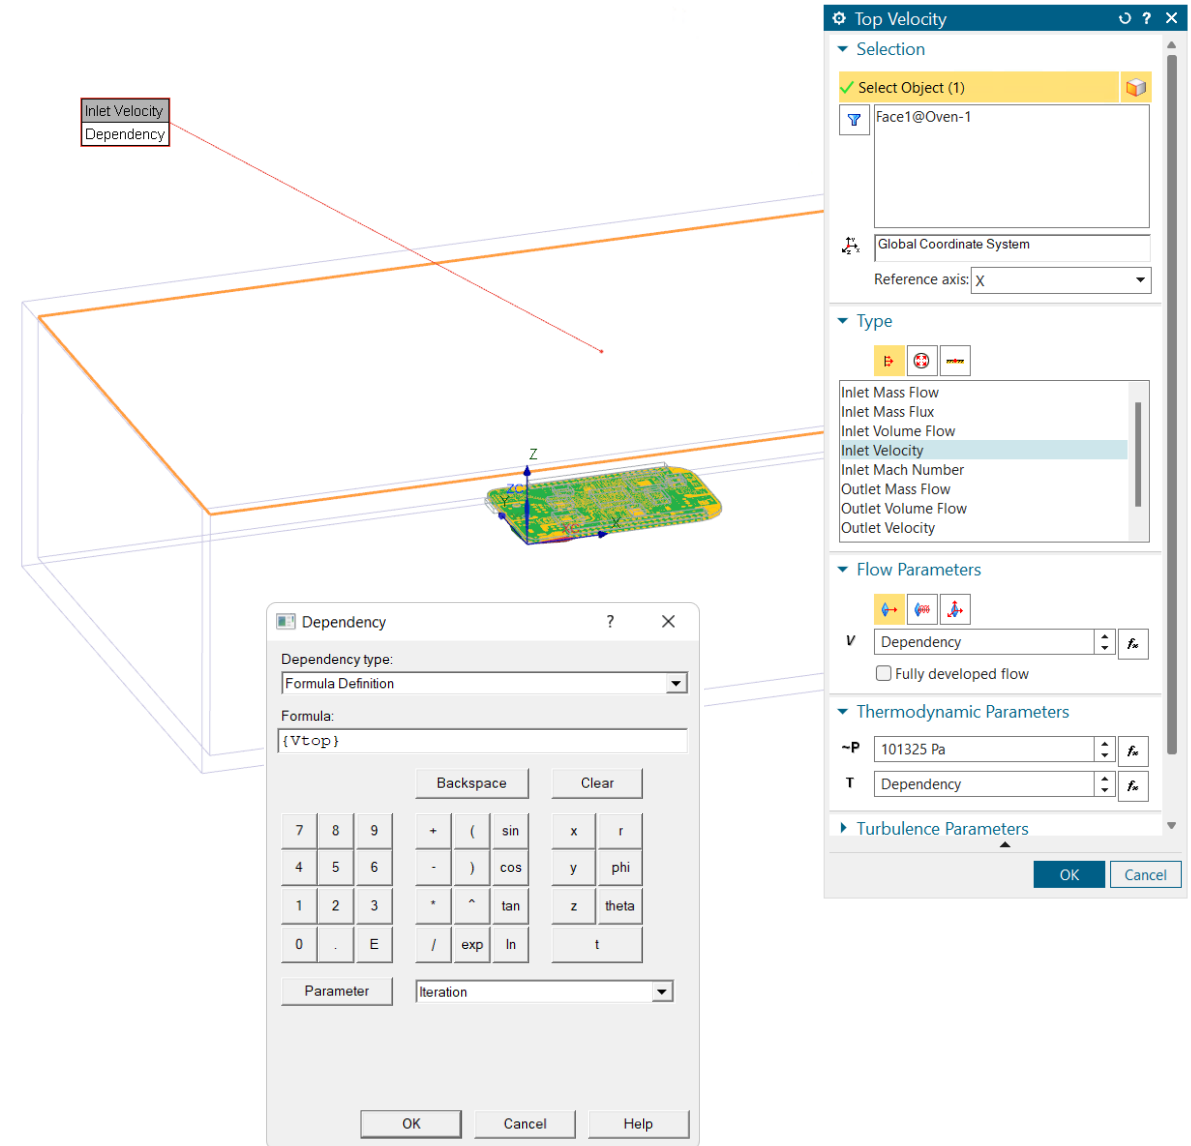 Top Velocity
?
Selection
Select Object (1)
Face1@Oven-1
Global Coordinate System
Reference axis: X
Type
Inlet Mass Flow
Inlet Mass Flux
Inlet Volume Flow
Inlet Velocity
Inlet Mach Number
Outlet Mass Flow
Outlet Volume Flow
Outlet Velocity
Flow Parameters
V Dependency
Fully developed flow
Thermodynamic Parameters
~P 101325 Pa
T Dependency
Turbulence Parameters
OK Cancel
Inlet Velocity
Dependency
Z
ZC
Y
XC
X
Dependency
?
Dependency type:
Formula Definition
Formula:
{Vtop}
Backspace Clear
7 8 9 + ( sin x r
4 5 6 - ) cos y phi
1 2 3 * ^ tan z theta
0 . E / exp ln t
Parameter Iteration
OK Cancel Help